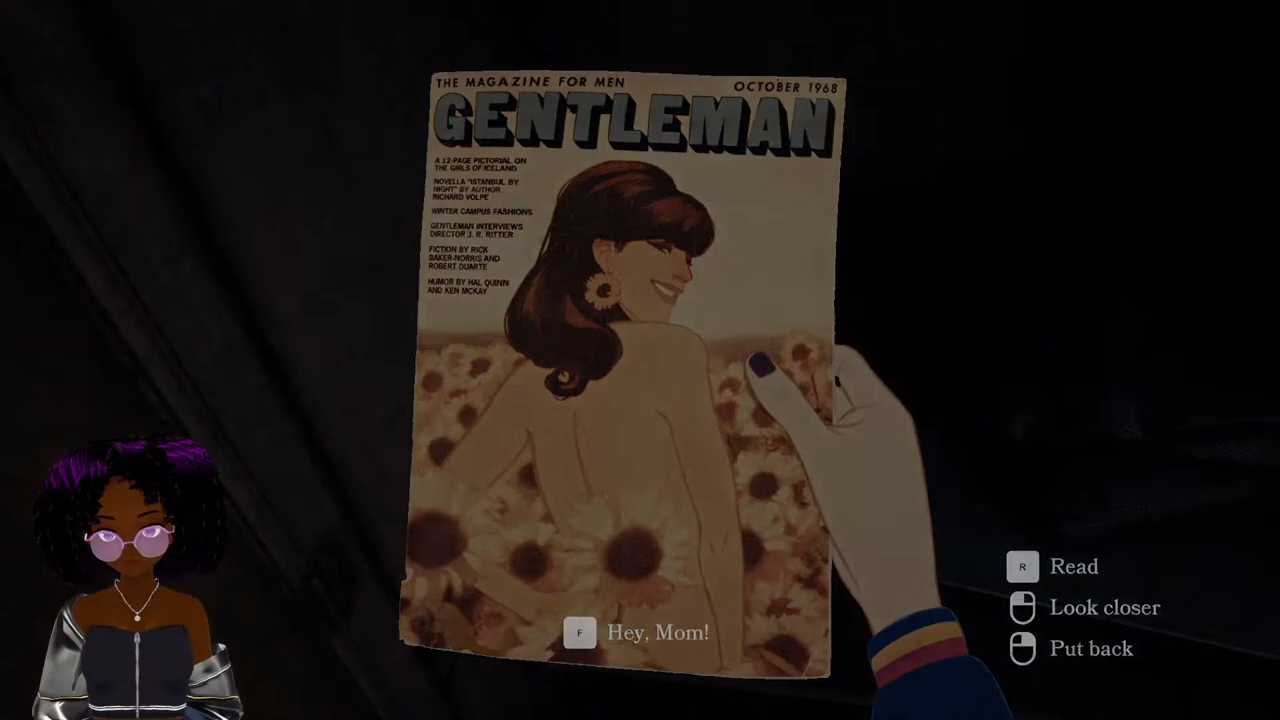 THE MAGAZINE FOR MEN
OCTOBER 1968
GENTLEMAN
A 12-PAGE PICTORIAL ON
THE GIRLS OF ICELAND
NOVELLA "ISTANBUL BY
NIGHT" BY AUTHOR
RICHARD VOLPE
WINTER CAMPUS FASHIONS
GENTLEMAN INTERVIEWS
DIRECTOR J. R. RITTER
FICTION BY RICK
BAKER-NORRIS AND
ROBERT DUARTE
HUMOR BY HAL QUINN
AND KEN MCKAY
F Hey, Mom!
R Read
Look closer
Put back